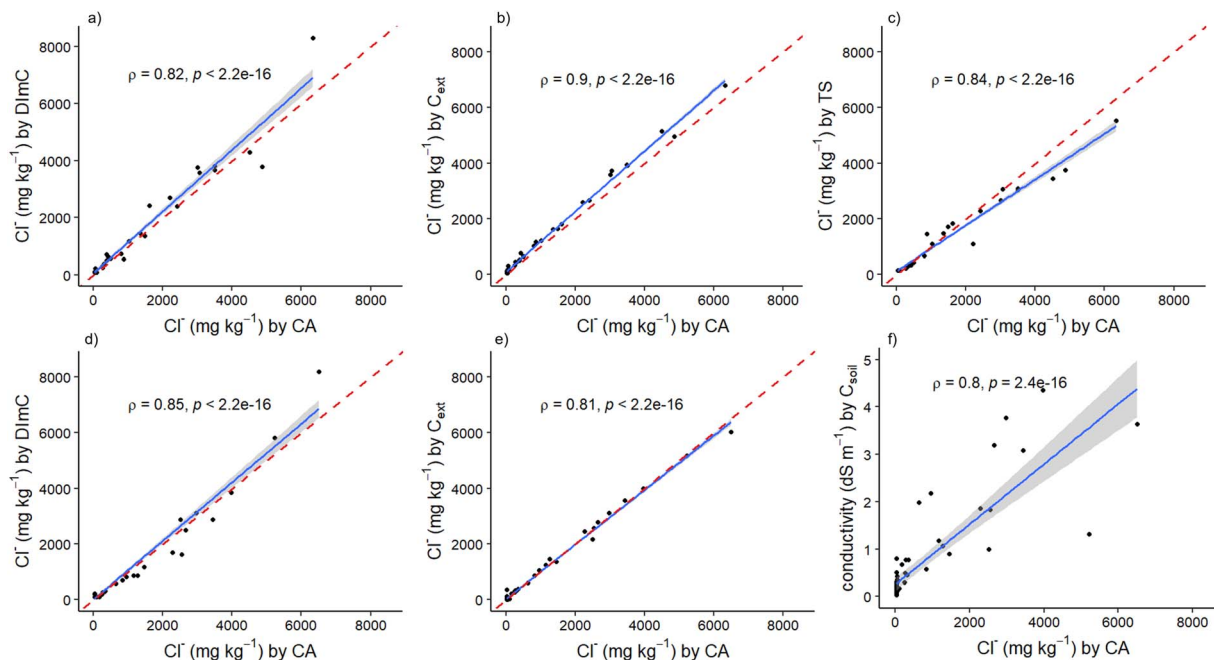 a)
ρ = 0.82, p < 2.2e-16
Cl⁻ (mg kg⁻¹) by DImC
8000
6000
4000
2000
0
0 2000 4000 6000 8000
Cl⁻ (mg kg⁻¹) by CA
b)
ρ = 0.9, p < 2.2e-16
Cl⁻ (mg kg⁻¹) by Cext
8000
6000
4000
2000
0
0 2000 4000 6000 8000
Cl⁻ (mg kg⁻¹) by CA
c)
ρ = 0.84, p < 2.2e-16
Cl⁻ (mg kg⁻¹) by TS
8000
6000
4000
2000
0
0 2000 4000 6000 8000
Cl⁻ (mg kg⁻¹) by CA
d)
ρ = 0.85, p < 2.2e-16
Cl⁻ (mg kg⁻¹) by DImC
8000
6000
4000
2000
0
0 2000 4000 6000 8000
Cl⁻ (mg kg⁻¹) by CA
e)
ρ = 0.81, p < 2.2e-16
Cl⁻ (mg kg⁻¹) by Cext
8000
6000
4000
2000
0
0 2000 4000 6000 8000
Cl⁻ (mg kg⁻¹) by CA
f)
ρ = 0.8, p = 2.4e-16
conductivity (dS m⁻¹) by Csoil
5
4
3
2
1
0
0 2000 4000 6000 8000
Cl⁻ (mg kg⁻¹) by CA